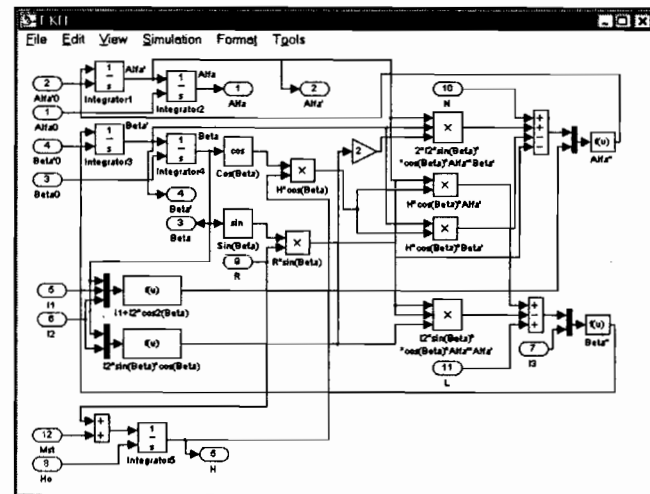 File Edit View Simulation Format Tools
1
s
Alfa'
2
Alfa'0
Integrator1
1
s
Alfa
1
Alfa
2
Alfa'
10
N
1
Alfa0
Integrator2
4
Beta'0
1
s
Beta'
Integrator3
1
s
Beta
3
Beta0
Integrator4
cos
Cos(Beta)
×
H*cos(Beta)
2
×
2*I2*sin(Beta)*
*cos(Beta)*Alfa'*Beta'
+
+
−
f(u)
Alfa''
4
Beta'
×
H*cos(Beta)*Alfa'
3
Beta
sin
Sin(Beta)
×
R*sin(Beta)
9
R
×
H*cos(Beta)*Beta'
5
I1
f(u)
I1+I2*cos2(Beta)
6
I2
f(u)
I2*sin(Beta)*cos(Beta)
×
I2*sin(Beta)*
*cos(Beta)*Alfa'*Alfa'
+
−
+
f(u)
Beta''
7
I3
11
L
12
Mst
+
+
1
s
Integrator5
8
Ho
6
H